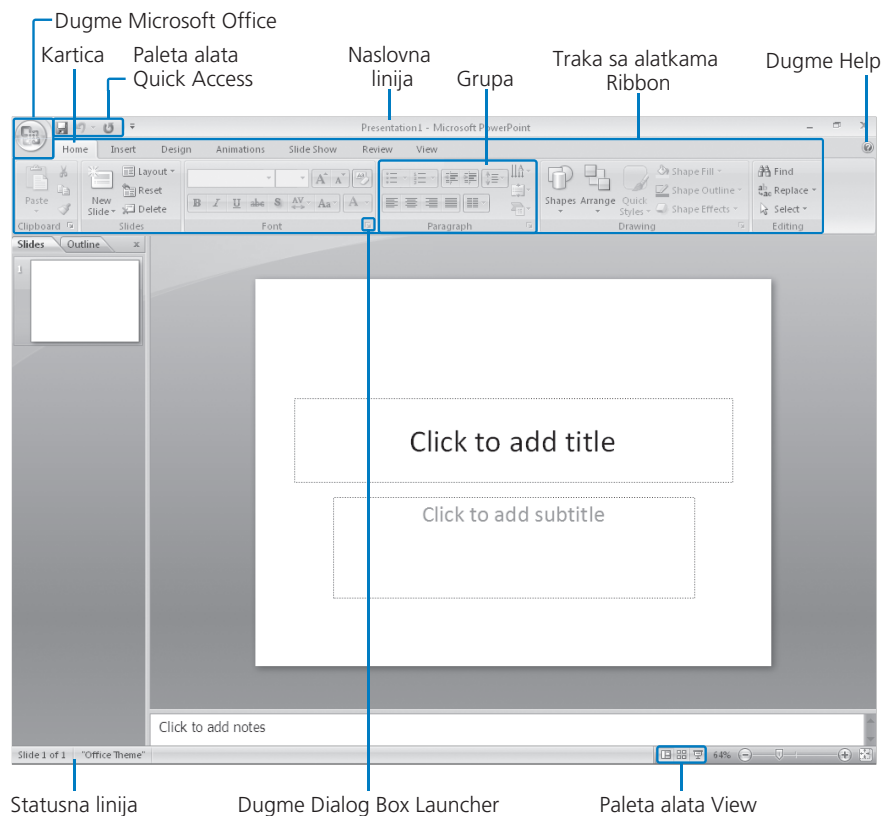 Dugme Microsoft Office
Kartica
Paleta alata
Quick Access
Naslovna
linija
Grupa
Traka sa alatkama
Ribbon
Dugme Help
Presentation1 - Microsoft PowerPoint
Home Insert Design Animations Slide Show Review View
Paste
New
Slide
Layout
Reset
Delete
B I U abc S AV Aa A
Shapes Arrange Quick
Styles
Shape Fill
Shape Outline
Shape Effects
Find
Replace
Select
Clipboard Slides Font Paragraph Drawing Editing
Slides Outline x
1
Click to add title
Click to add subtitle
Click to add notes
Slide 1 of 1 "Office Theme" 64%
Statusna linija
Dugme Dialog Box Launcher
Paleta alata View